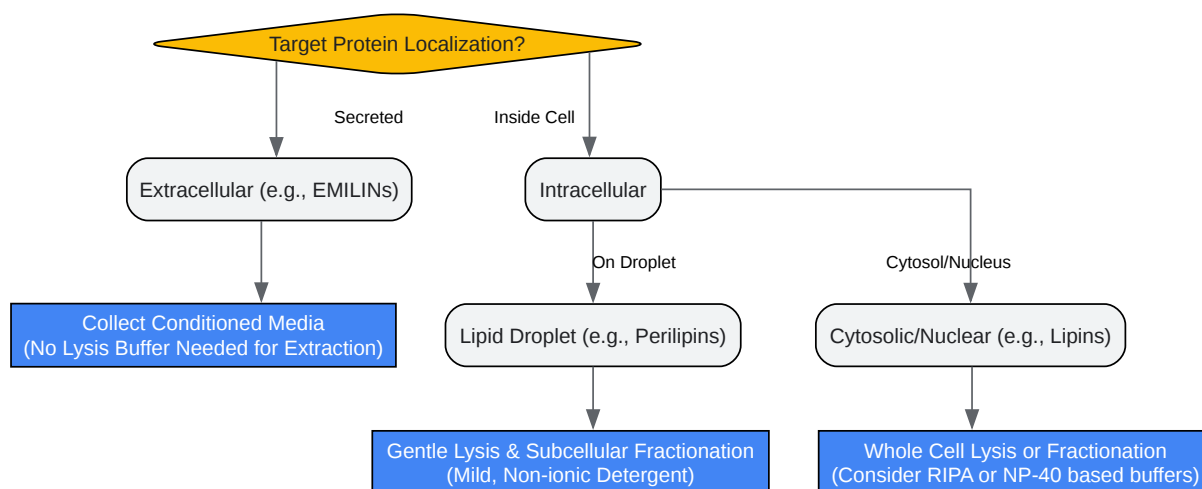 Target Protein Localization?
Secreted
Inside Cell
Extracellular (e.g., EMILINs)
Intracellular
On Droplet
Cytosol/Nucleus
Collect Conditioned Media
(No Lysis Buffer Needed for Extraction)
Lipid Droplet (e.g., Perilipins)
Cytosolic/Nuclear (e.g., Lipins)
Gentle Lysis & Subcellular Fractionation
(Mild, Non-ionic Detergent)
Whole Cell Lysis or Fractionation
(Consider RIPA or NP-40 based buffers)